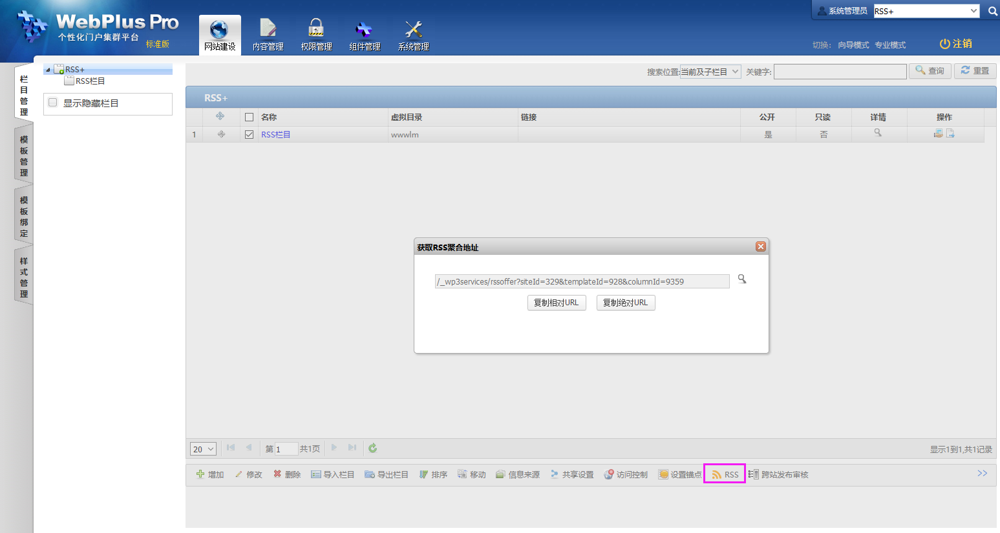 WebPlus Pro
个性化门户集群平台
标准版
网站建设 内容管理 权限管理 组件管理 系统管理
系统管理员 RSS+
切换: 向导模式 专业模式 注销
栏目管理
模板管理
模板绑定
样式管理
RSS+
RSS栏目
显示隐藏栏目
搜索位置: 当前及子栏目 关键字: 查询 重置
RSS+
名称 虚拟目录 链接 公开 只读 详情 操作
1 RSS栏目 wwwlm 是 否
获取RSS聚合地址
/_wp3services/rssoffer?siteId=329&templateId=928&columnId=9359
复制相对URL 复制绝对URL
20 第 1 共1页 显示1到1,共1记录
增加 修改 删除 导入栏目 导出栏目 排序 移动 信息来源 共享设置 访问控制 设置锚点 RSS 跨站发布审核 >>